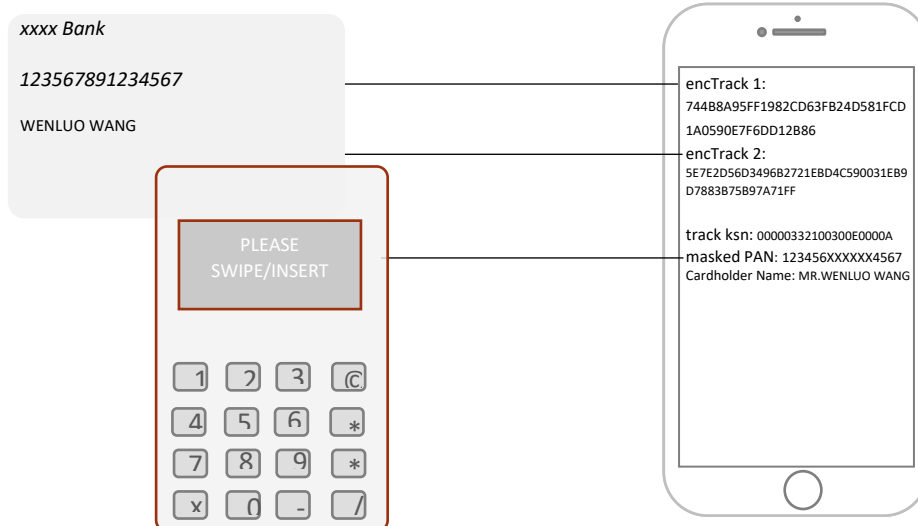 xxxx Bank
123567891234567
WENLUO WANG
PLEASE
SWIPE/INSERT
1 2 3 C
4 5 6 *
7 8 9 *
x 0 - /
encTrack 1:
744B8A95FF1982CD63FB24D581FCD
1A0590E7F6DD12B86
encTrack 2:
5E7E2D56D3496B2721EBD4C590031EB9
D7883B75B97A71FF
track ksn: 00000332100300E0000A
masked PAN: 123456XXXXXX4567
Cardholder Name: MR.WENLUO WANG